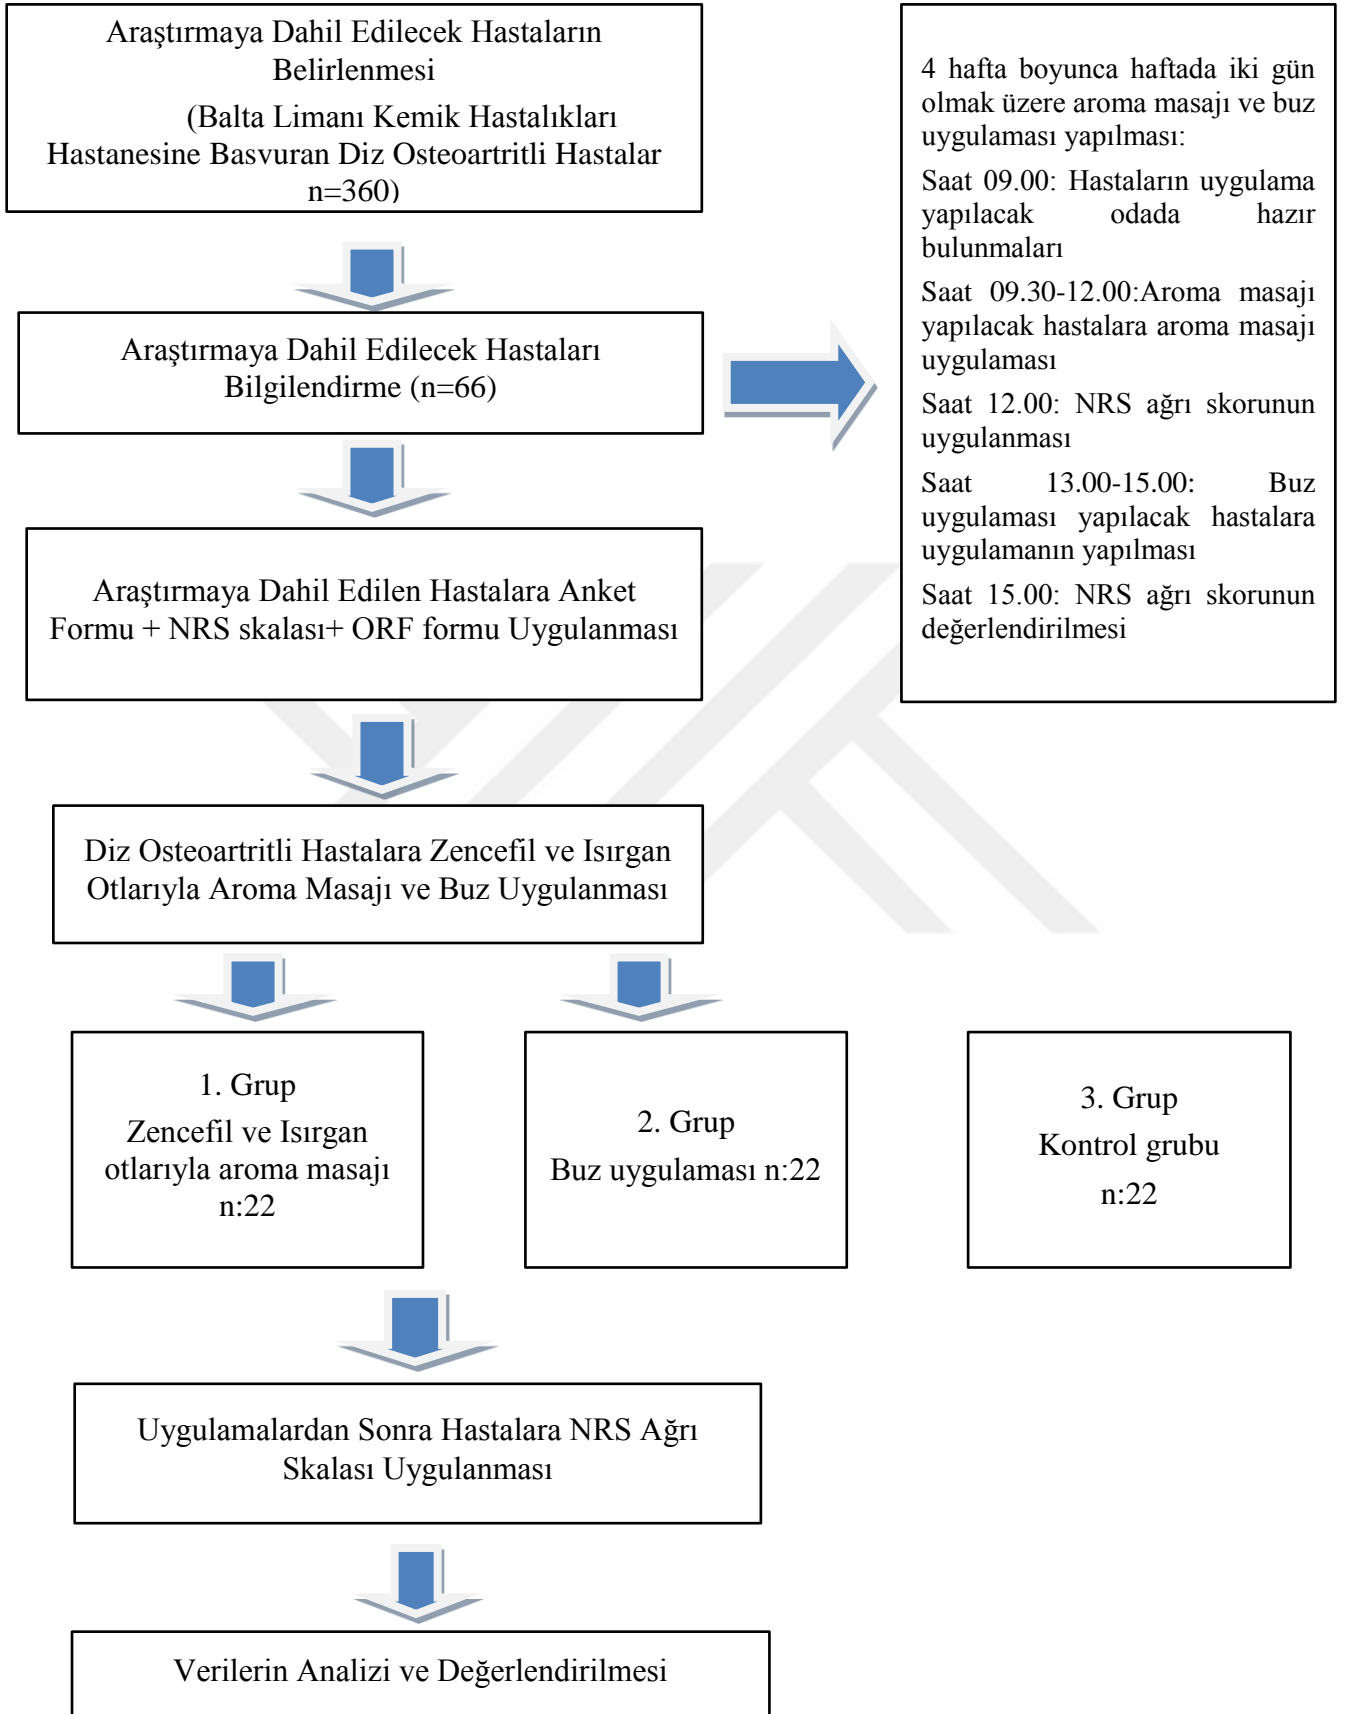 Araştırmaya Dahil Edilecek Hastaların
Belirlenmesi
(Balta Limanı Kemik Hastalıkları
Hastanesine Basvuran Diz Osteoartritli Hastalar
n=360)
4 hafta boyunca haftada iki gün
olmak üzere aroma masajı ve buz
uygulaması yapılması:
Saat 09.00: Hastaların uygulama
yapılacak odada hazır
bulunmaları
Saat 09.30-12.00:Aroma masajı
yapılacak hastalara aroma masajı
uygulaması
Saat 12.00: NRS ağrı skorunun
uygulanması
Saat 13.00-15.00: Buz
uygulaması yapılacak hastalara
uygulamanın yapılması
Saat 15.00: NRS ağrı skorunun
değerlendirilmesi
Araştırmaya Dahil Edilecek Hastaları
Bilgilendirme (n=66)
Araştırmaya Dahil Edilen Hastalara Anket
Formu + NRS skalası+ ORF formu Uygulanması
Diz Osteoartritli Hastalara Zencefil ve Isırgan
Otlarıyla Aroma Masajı ve Buz Uygulanması
1. Grup
Zencefil ve Isırgan
otlarıyla aroma masajı
n:22
2. Grup
Buz uygulaması n:22
3. Grup
Kontrol grubu
n:22
Uygulamalardan Sonra Hastalara NRS Ağrı
Skalası Uygulanması
Verilerin Analizi ve Değerlendirilmesi